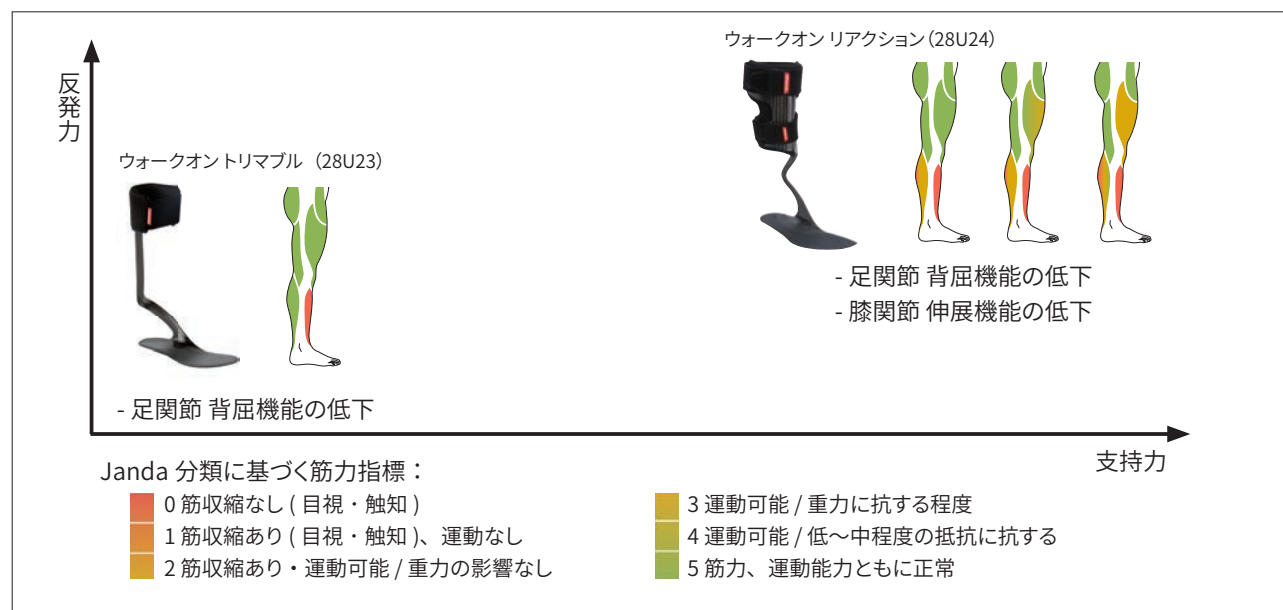 反発力
ウォークオン リアクション（28U24）
ウォークオン トリマブル （28U23）
- 足関節 背屈機能の低下
- 膝関節 伸展機能の低下
- 足関節 背屈機能の低下
支持力
Janda 分類に基づく筋力指標：
0 筋収縮なし ( 目視・触知 )
1 筋収縮あり ( 目視・触知 )、運動なし
2 筋収縮あり・運動可能 / 重力の影響なし
3 運動可能 / 重力に抗する程度
4 運動可能 / 低～中程度の抵抗に抗する
5 筋力、運動能力ともに正常